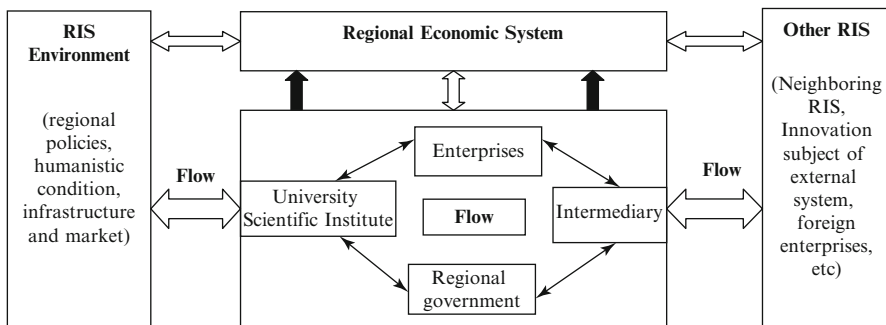 RIS
Environment
(regional
policies,
humanistic
condition,
infrastructure
and market)
Regional Economic System
Other RIS
(Neighboring
RIS,
Innovation
subject of
external
system,
foreign
enterprises,
etc)
Flow
Enterprises
University
Scientific Institute
Flow
Intermediary
Regional
government
Flow